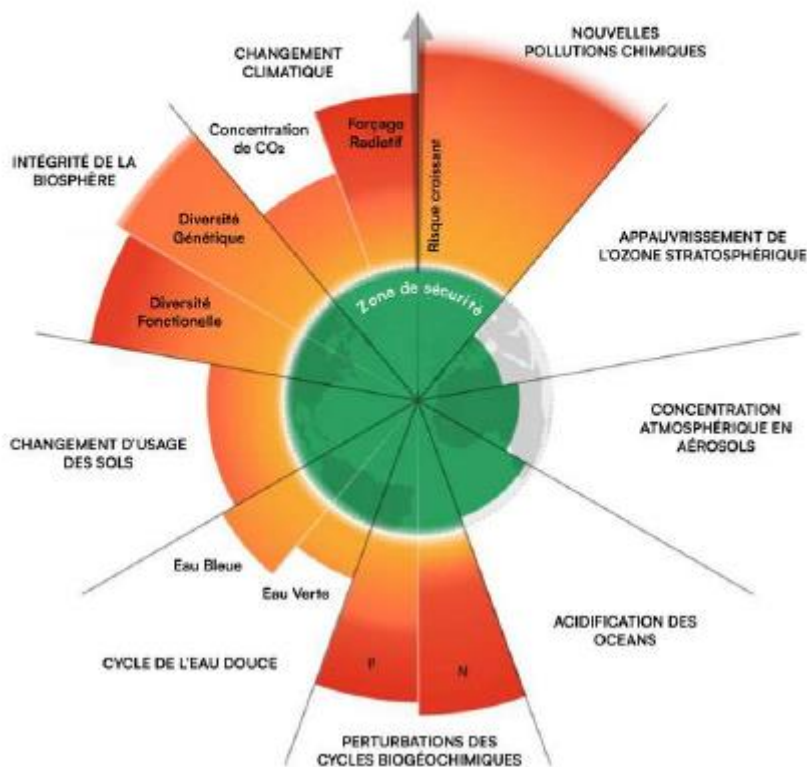 NOUVELLES
POLLUTIONS CHIMIQUES
CHANGEMENT
CLIMATIQUE
Concentration
de CO₂
Forçage
Radiatif
Risque croissant
INTÉGRITÉ DE LA
BIOSPHÈRE
Diversité
Génétique
Diversité
Fonctionelle
APPAUVRISSEMENT DE
L'OZONE STRATOSPHÉRIQUE
Zone de sécurité
CHANGEMENT D'USAGE
DES SOLS
CONCENTRATION
ATMOSPHÉRIQUE EN
AÉROSOLS
Eau Bleue
Eau Verte
ACIDIFICATION DES
OCEANS
CYCLE DE L'EAU DOUCE
P
N
PERTURBATIONS DES
CYCLES BIOGÉOCHIMIQUES